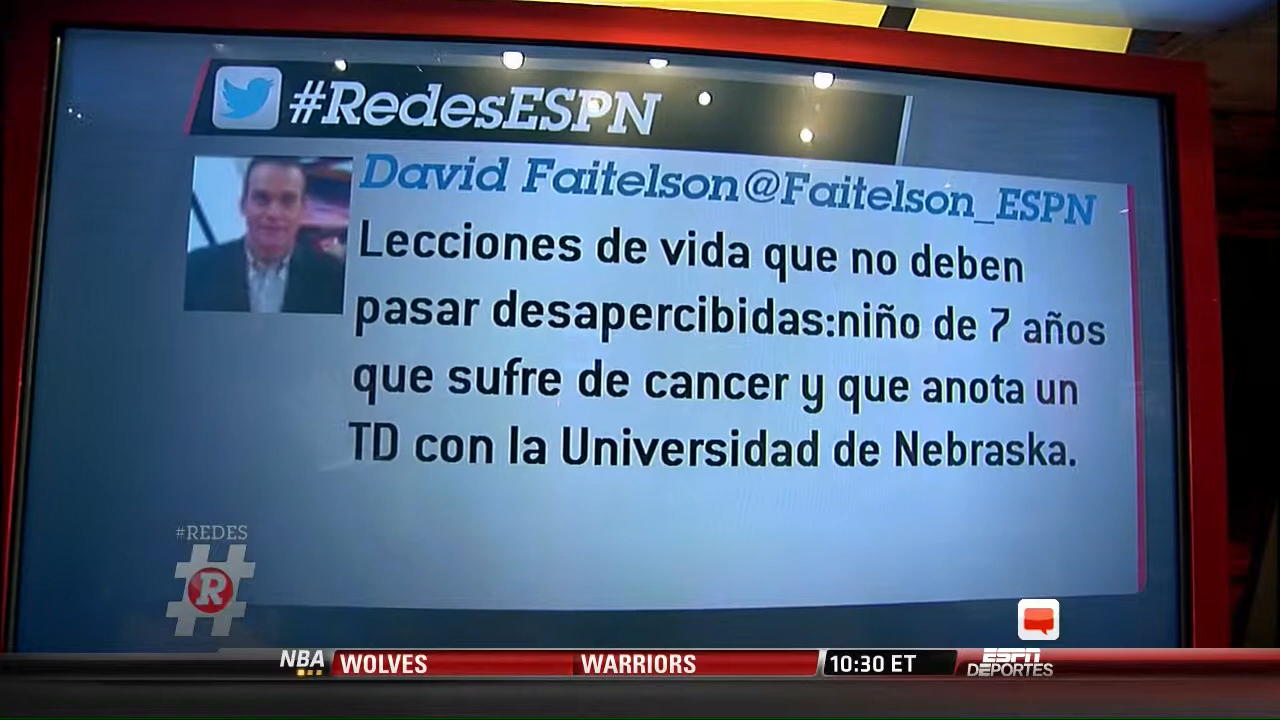 #RedesESPN
David Faitelson@Faitelson_ESPN
Lecciones de vida que no deben
pasar desapercibidas:niño de 7 años
que sufre de cancer y que anota un
TD con la Universidad de Nebraska.
#REDES
#R
NBA WOLVES WARRIORS 10:30 ET ESPN
DEPORTES